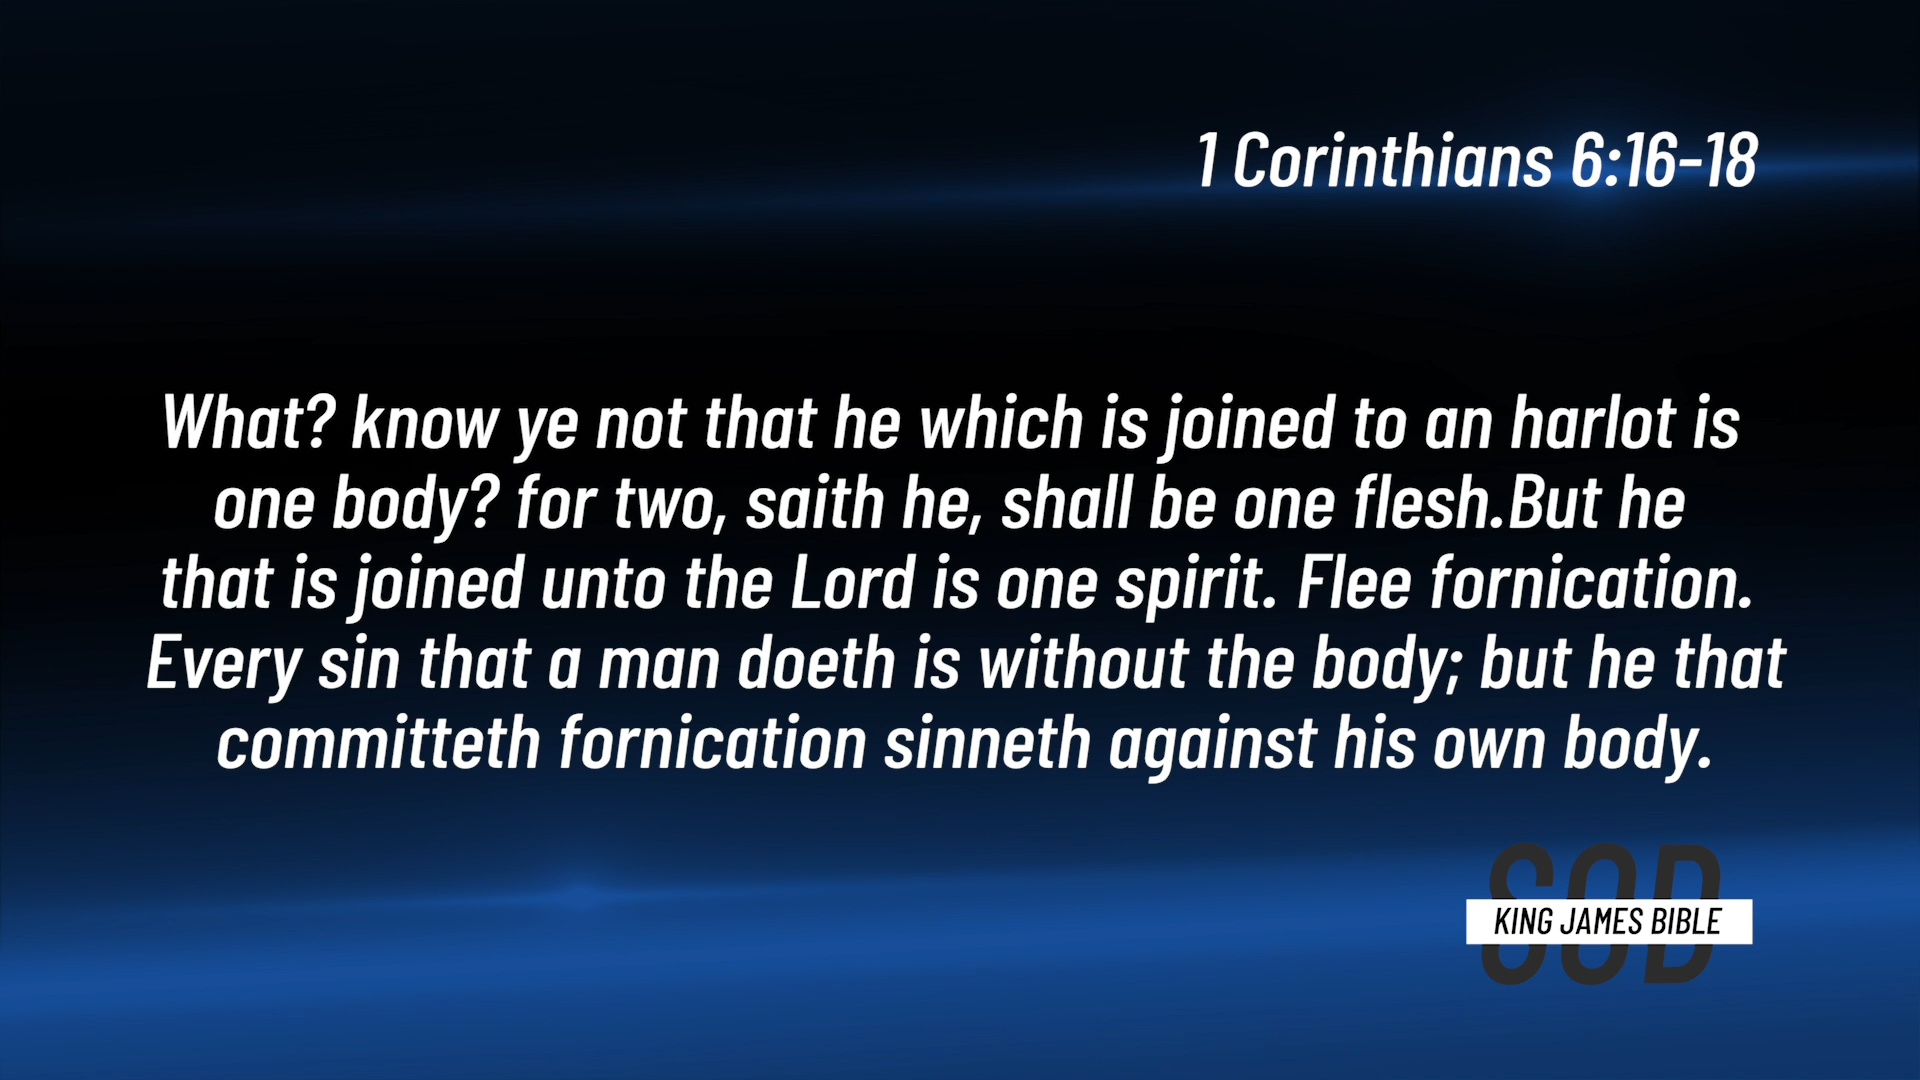 1 Corinthians 6:16-18
What? know ye not that he which is joined to an harlot is
one body? for two, saith he, shall be one flesh.But he
that is joined unto the Lord is one spirit. Flee fornication.
Every sin that a man doeth is without the body; but he that
committeth fornication sinneth against his own body.
SOD
KING JAMES BIBLE